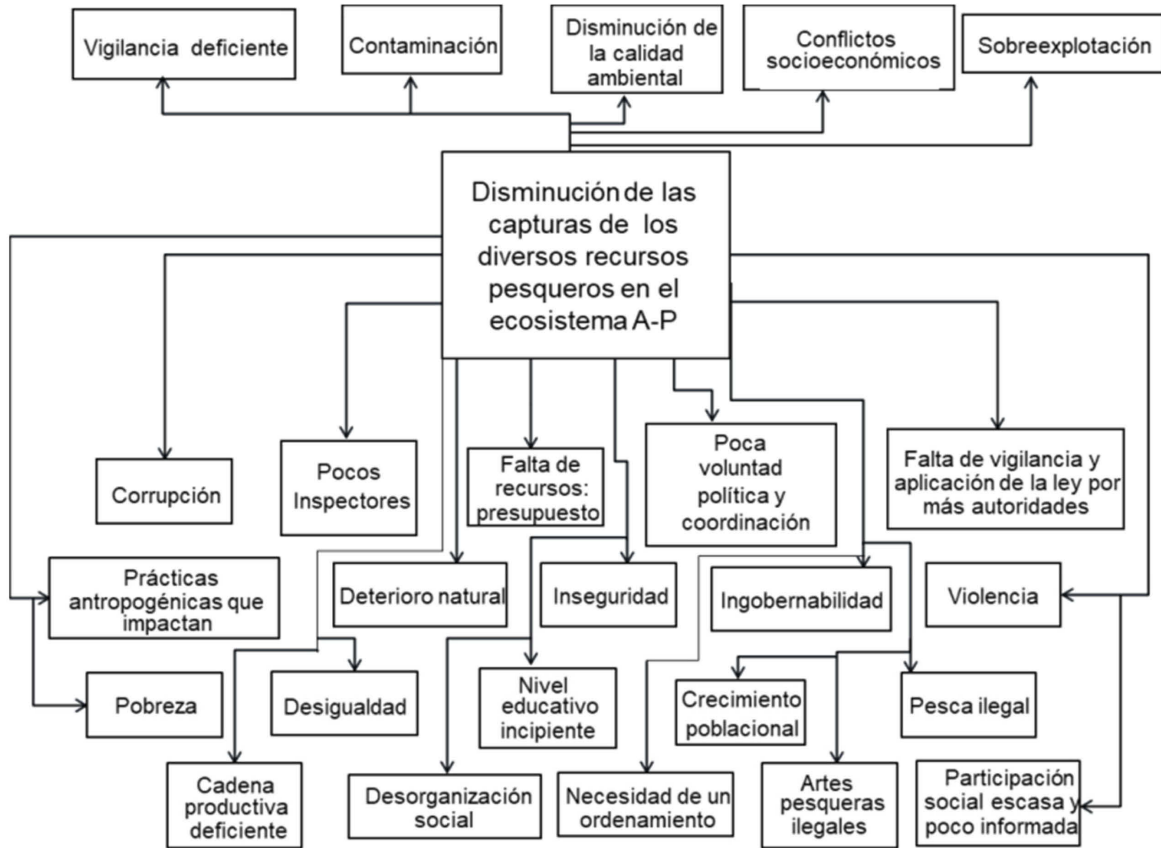 Vigilancia deficiente
Contaminación
Disminución de
la calidad
ambiental
Conflictos
socioeconómicos
Sobreexplotación
Disminución de las
capturas de los
diversos recursos
pesqueros en el
ecosistema A-P
Corrupción
Pocos
Inspectores
Falta de
recursos:
presupuesto
Poca
voluntad
política y
coordinación
Falta de vigilancia y
aplicación de la ley por
más autoridades
Prácticas
antropogénicas que
impactan
Deterioro natural
Inseguridad
Ingobernabilidad
Violencia
Pobreza
Desigualdad
Nivel
educativo
incipiente
Crecimiento
poblacional
Pesca ilegal
Cadena
productiva
deficiente
Desorganización
social
Necesidad de un
ordenamiento
Artes
pesqueras
ilegales
Participación
social escasa y
poco informada